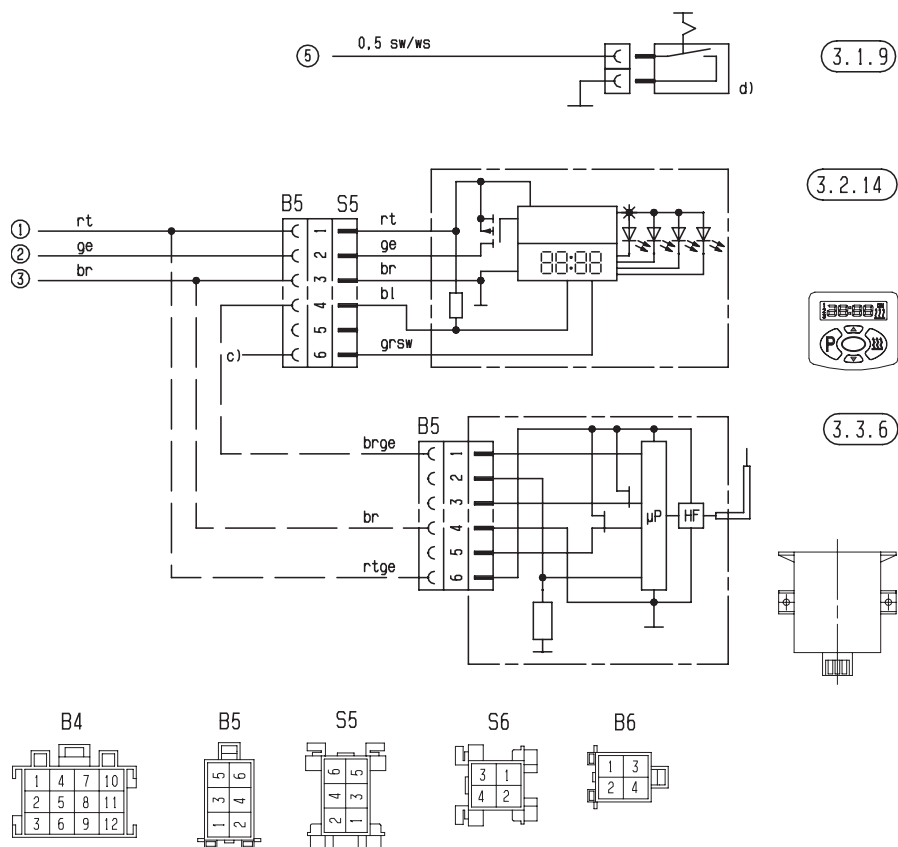 ⑤ 0,5 sw/ws d) 3.1.9
3.2.14
B5 S5
① rt 1 rt
② ge 2 ge
③ br 3 br
4 bl
5
c) 6 grsw
88:88
P
3.3.6
B5
brge 1
2
3
br 4
5
rtge 6
µP HF
B4 B5 S5 S6 B6
1 4 7 10
2 5 8 11
3 6 9 12
5 6
3 4
1 2
6 5
4 3
2 1
3 1
4 2
1 3
2 4